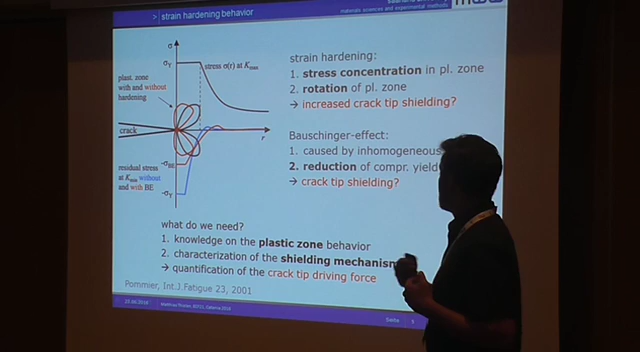 > | strain hardening behavior
materials sciences and experimental methods
σ
σY
stress σ(r) at Kmax
plast. zone
with and without
hardening
crack
r
residual stress
at Kmin without
and with BE
-σBE
-σY
strain hardening:
1. stress concentration in pl. zone
2. rotation of pl. zone
→ increased crack tip shielding?
Bauschinger-effect:
1. caused by inhomogeneous
2. reduction of compr. yield
→ crack tip shielding?
what do we need?
1. knowledge on the plastic zone behavior
2. characterization of the shielding mechanism
→ quantification of the crack tip driving force
Pommier, Int.J.Fatigue 23, 2001
Seite